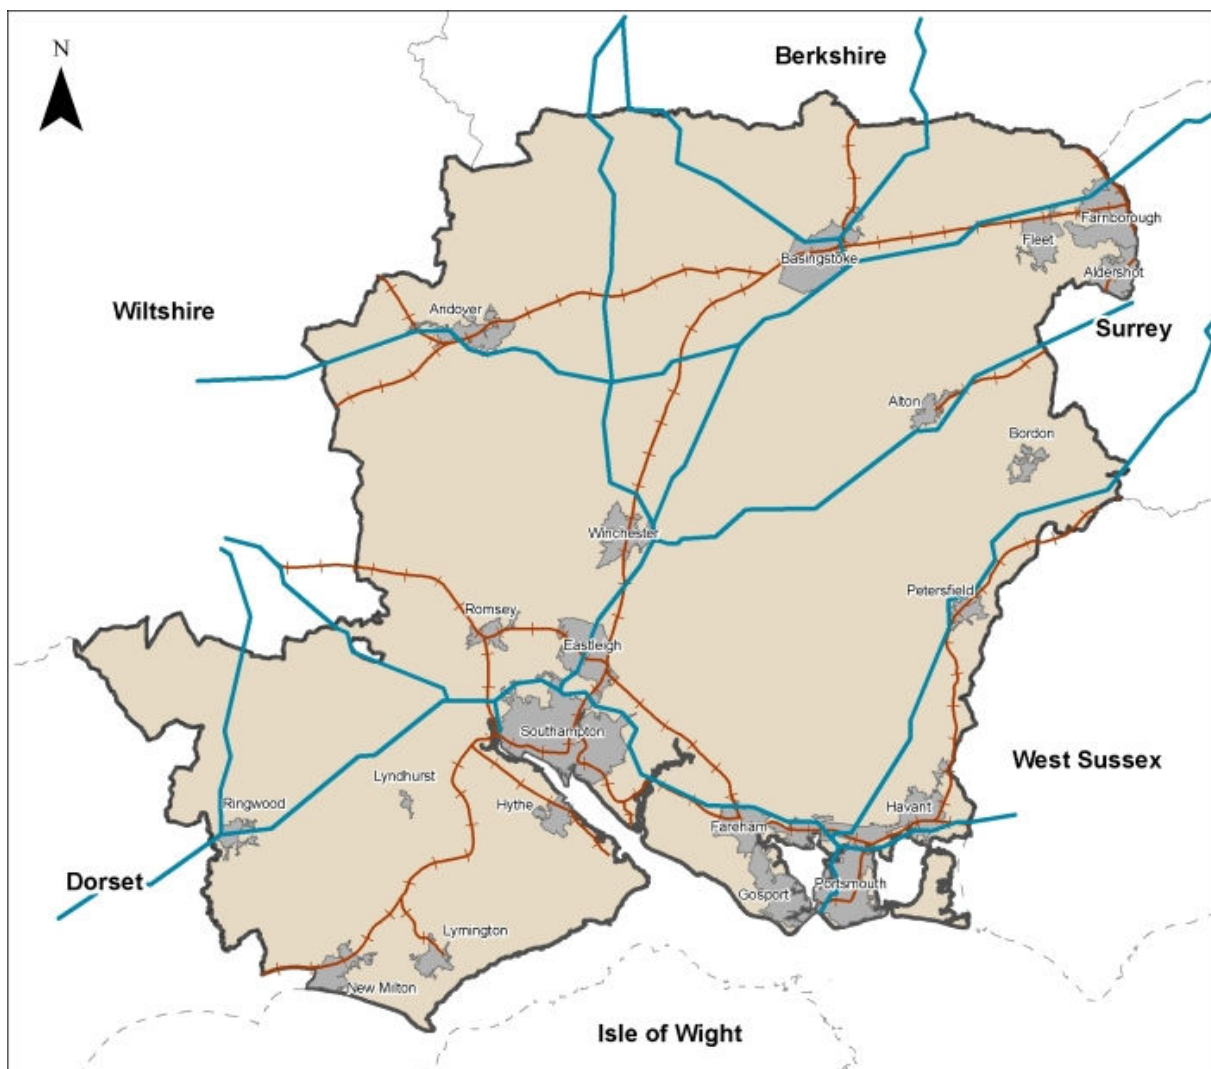 N
Berkshire
Farnborough
Fleet
Basingstoke
Aldershot
Wiltshire
Andover
Surrey
Alton
Bordon
Winchester
Petersfield
Romsey
Eastleigh
Southampton
West Sussex
Lyndhurst
Ringwood
Hythe
Havant
Fareham
Dorset
Portsmouth
Gosport
Lymington
New Milton
Isle of Wight